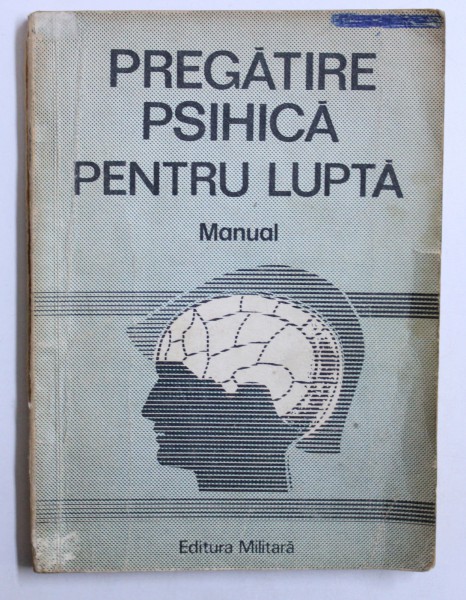 PREGĂTIRE
PSIHICĂ
PENTRU LUPTĂ
Manual
Editura Militară